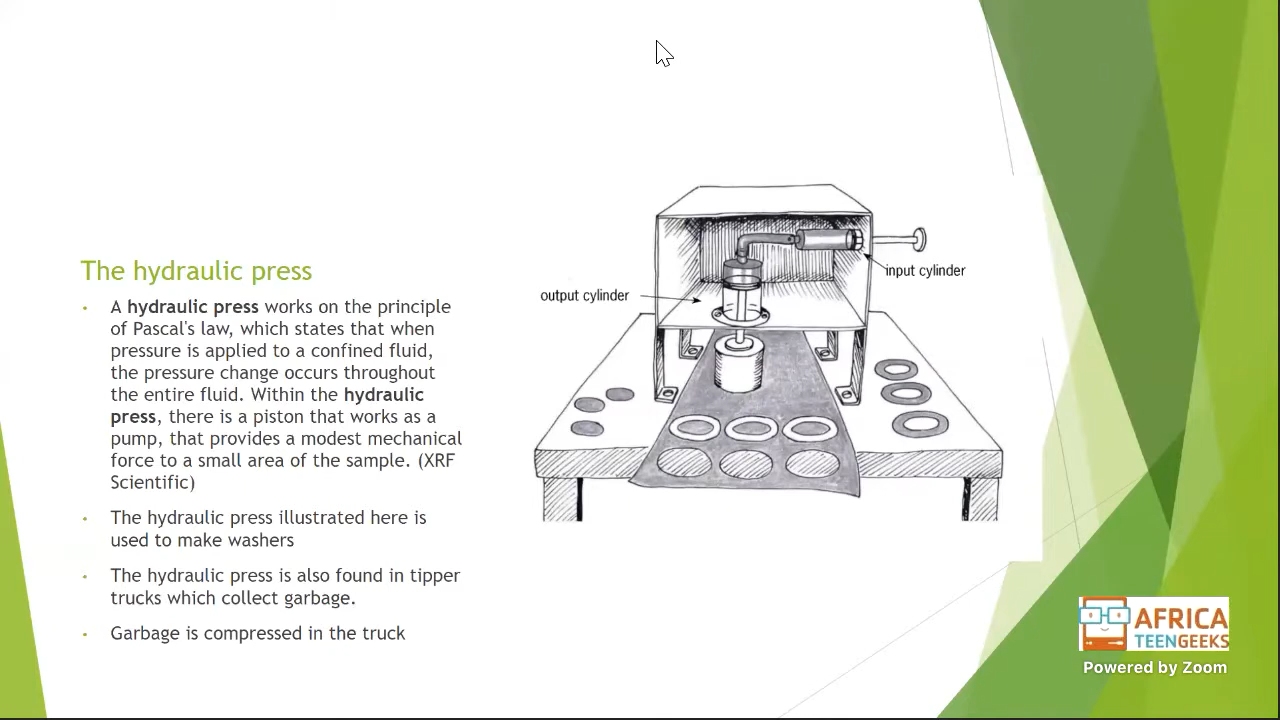 The hydraulic press
A hydraulic press works on the principle
of Pascal's law, which states that when
pressure is applied to a confined fluid,
the pressure change occurs throughout
the entire fluid. Within the hydraulic
press, there is a piston that works as a
pump, that provides a modest mechanical
force to a small area of the sample. (XRF
Scientific)
The hydraulic press illustrated here is
used to make washers
The hydraulic press is also found in tipper
trucks which collect garbage.
Garbage is compressed in the truck
input cylinder
output cylinder
AFRICA
TEENGEEKS
Powered by Zoom